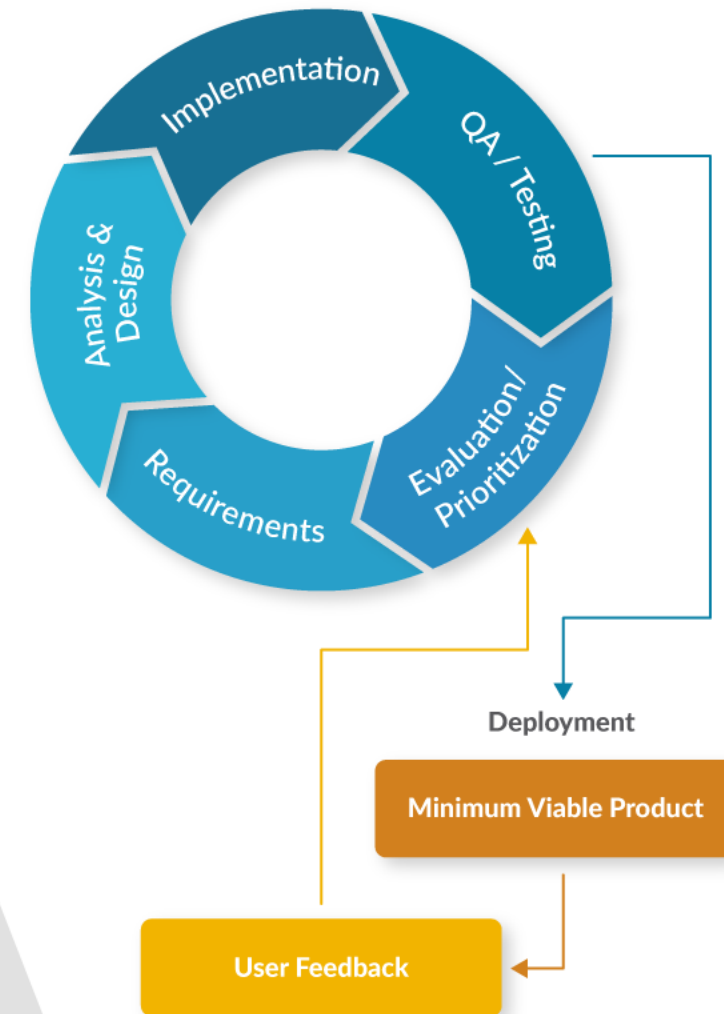 Implementation
QA / Testing
Analysis &
Design
Evaluation/
Prioritization
Requirements
Deployment
Minimum Viable Product
User Feedback